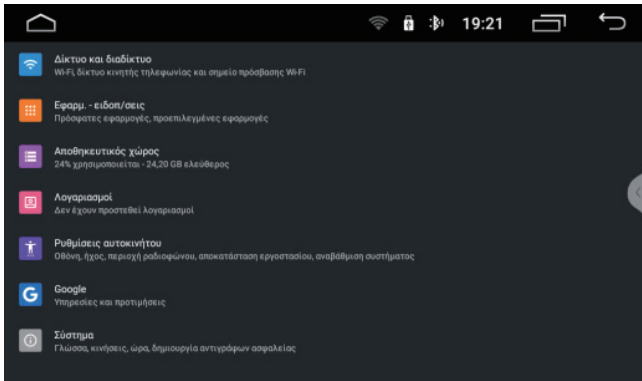 19:21
Δίκτυο και διαδίκτυο
Wi-Fi, δίκτυο κινητής τηλεφωνίας και σημείο πρόσβασης Wi-Fi
Εφαρμ. - ειδοπ/σεις
Πρόσφατες εφαρμογές, προεπιλεγμένες εφαρμογές
Αποθηκευτικός χώρος
24% χρησιμοποιείται - 24,20 GB ελεύθερος
Λογαριασμοί
Δεν έχουν προστεθεί λογαριασμοί
Ρυθμίσεις αυτοκινήτου
Οθόνη, ήχος, περιοχή ραδιοφώνου, αποκατάσταση εργοστασίου, αναβάθμιση συστήματος
G Google
Υπηρεσίες και προτιμήσεις
Σύστημα
Γλώσσα, κινήσεις, ώρα, δημιουργία αντιγράφων ασφαλείας